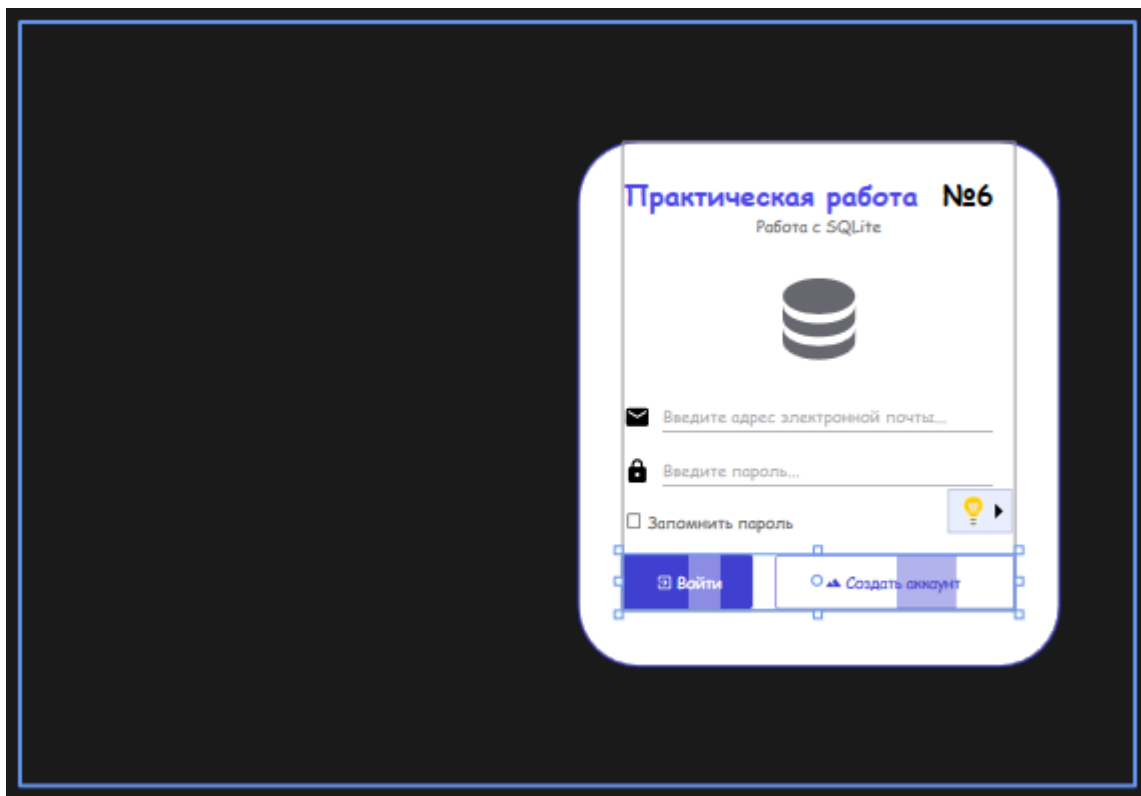 Практическая работа №6
Работа с SQLite
Введите адрес электронной почты...
Введите пароль...
Запомнить пароль
Войти
Создать аккаунт